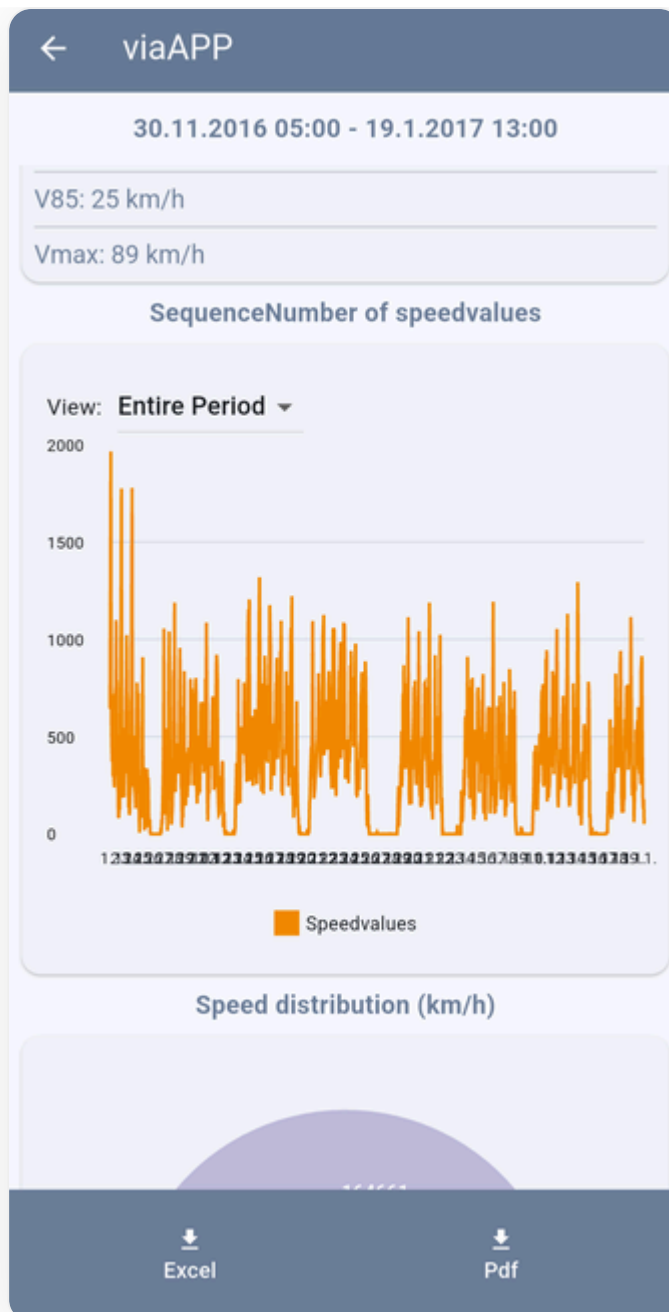 viaAPP
30.11.2016 05:00 - 19.1.2017 13:00
V85: 25 km/h
Vmax: 89 km/h
SequenceNumber of speedvalues
View: Entire Period
2000
1500
1000
500
0
Speedvalues
Speed distribution (km/h)
Excel
Pdf